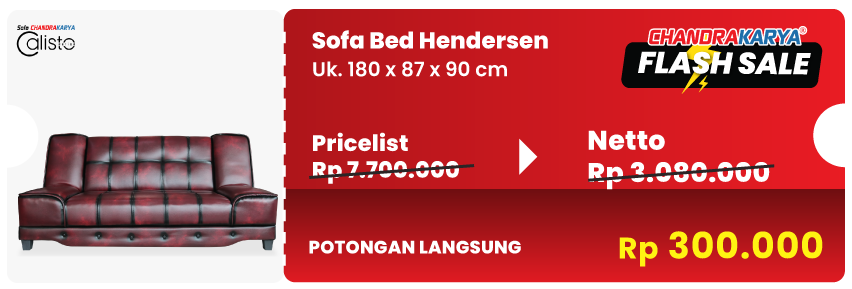 Sofa CHANDRAKARYA
Calisto
Sofa Bed Hendersen
Uk. 180 x 87 x 90 cm
CHANDRAKARYA®
FLASH SALE
Pricelist
Rp 7.700.000
Netto
Rp 3.080.000
POTONGAN LANGSUNG
Rp 300.000